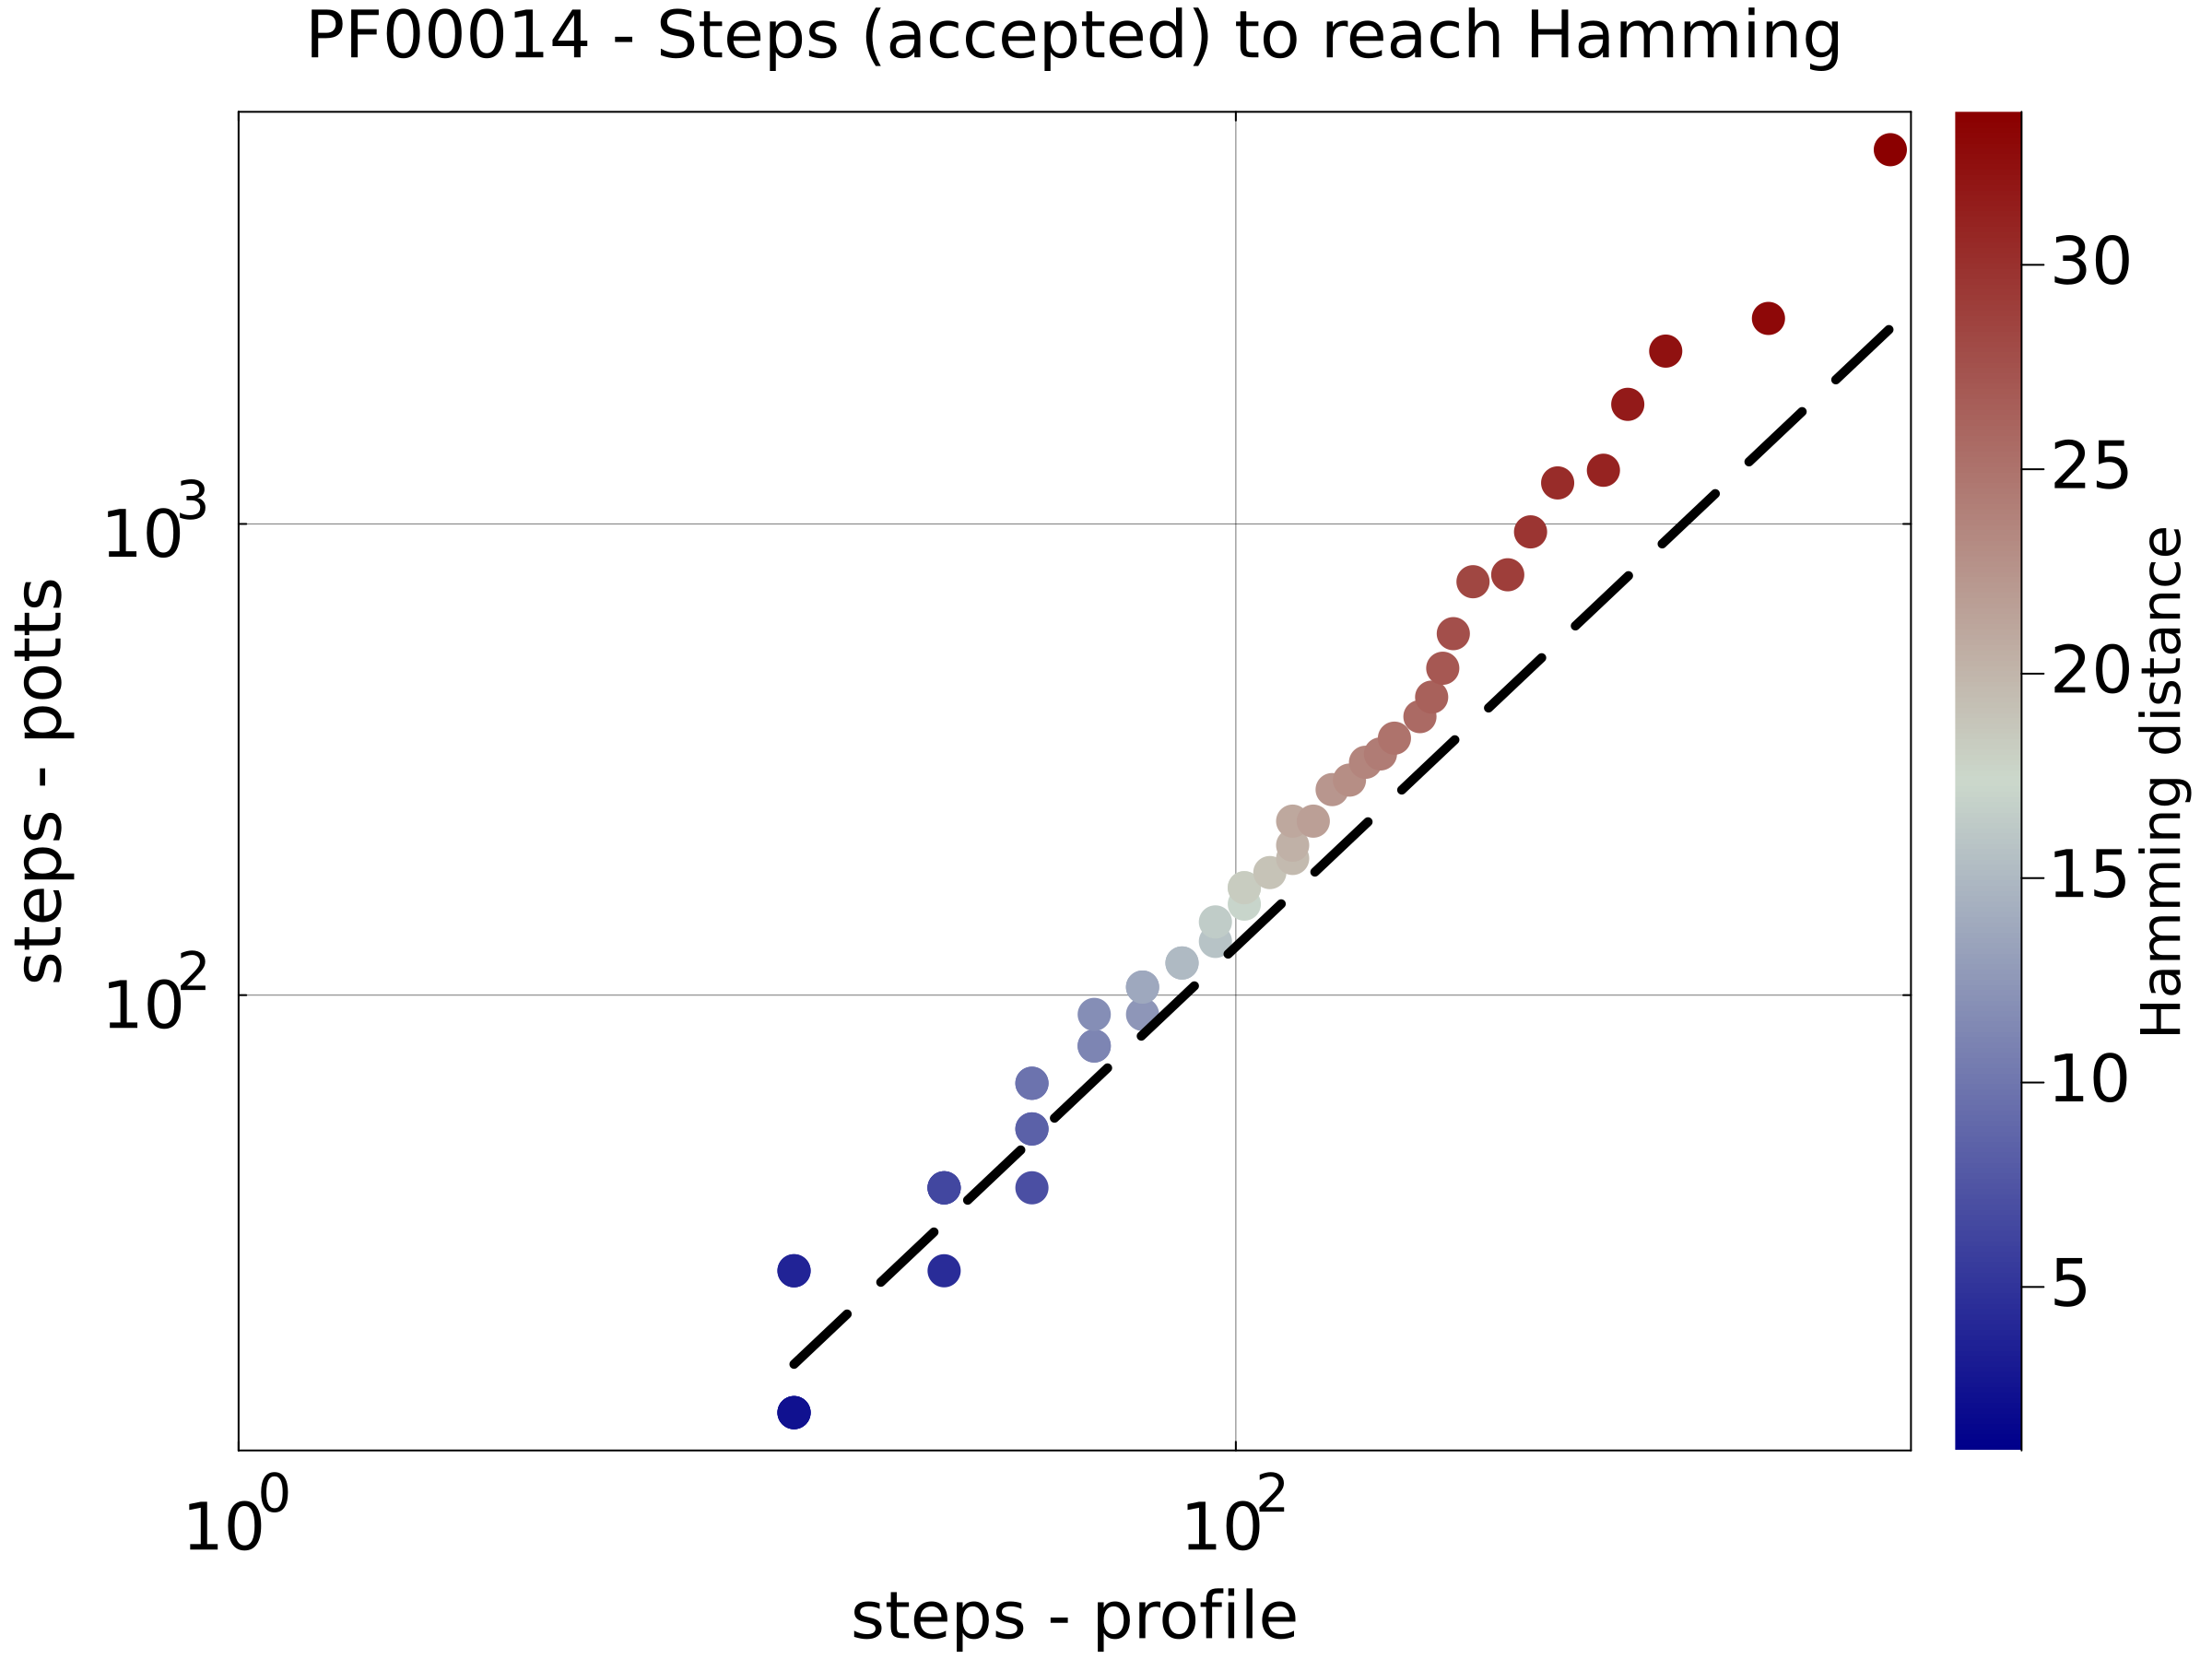 PF00014 - Steps (accepted) to reach Hamming
steps - potts
10³
10²
10⁰
10²
steps - profile
30
25
20
15
10
5
Hamming distance